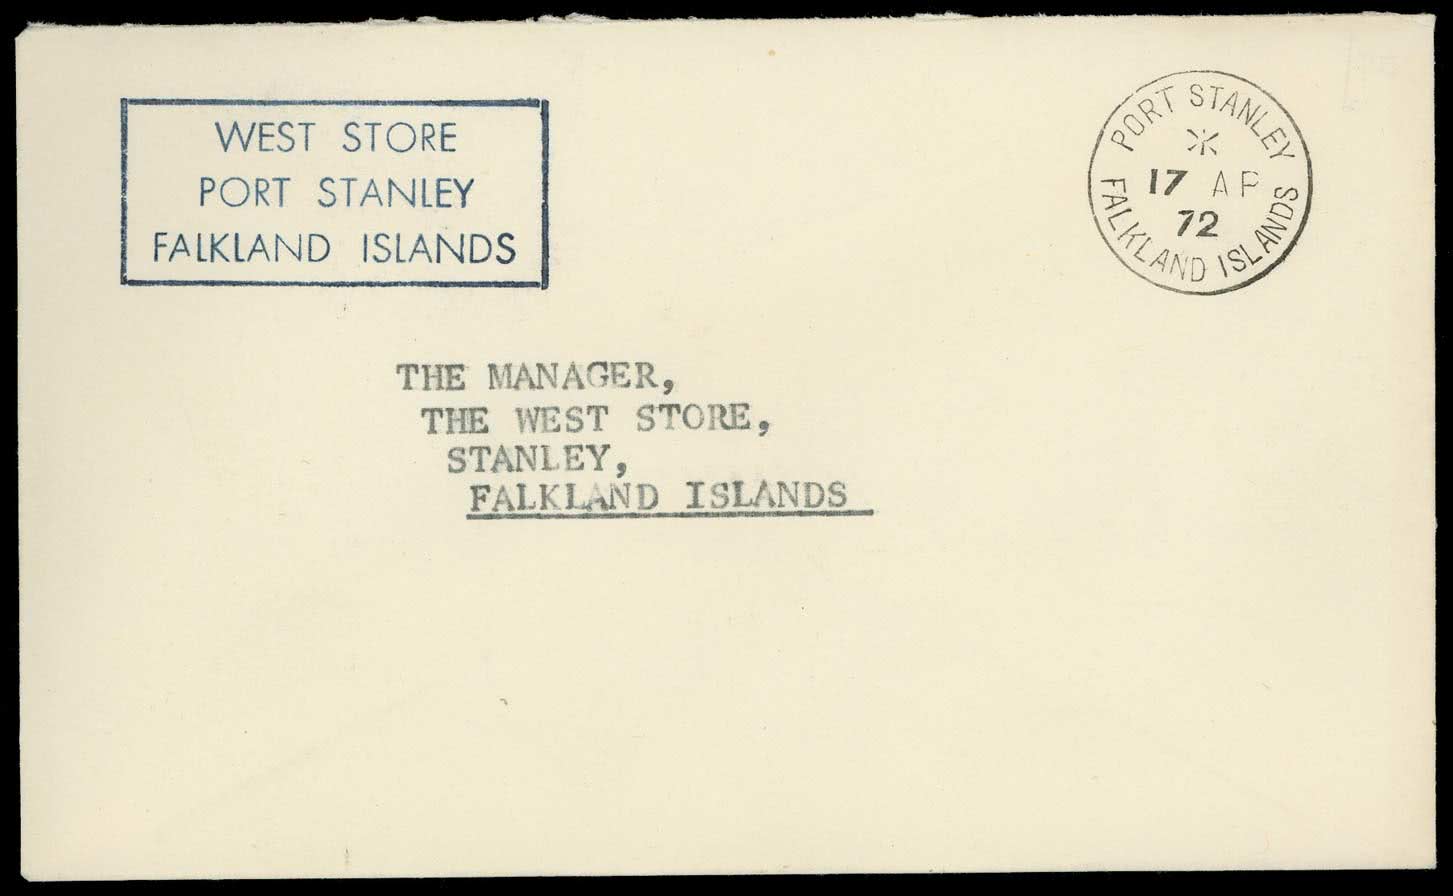 WEST STORE
PORT STANLEY
FALKLAND ISLANDS
PORT STANLEY
17 AP
72
FALKLAND ISLANDS
THE MANAGER,
THE WEST STORE,
STANLEY,
FALKLAND ISLANDS